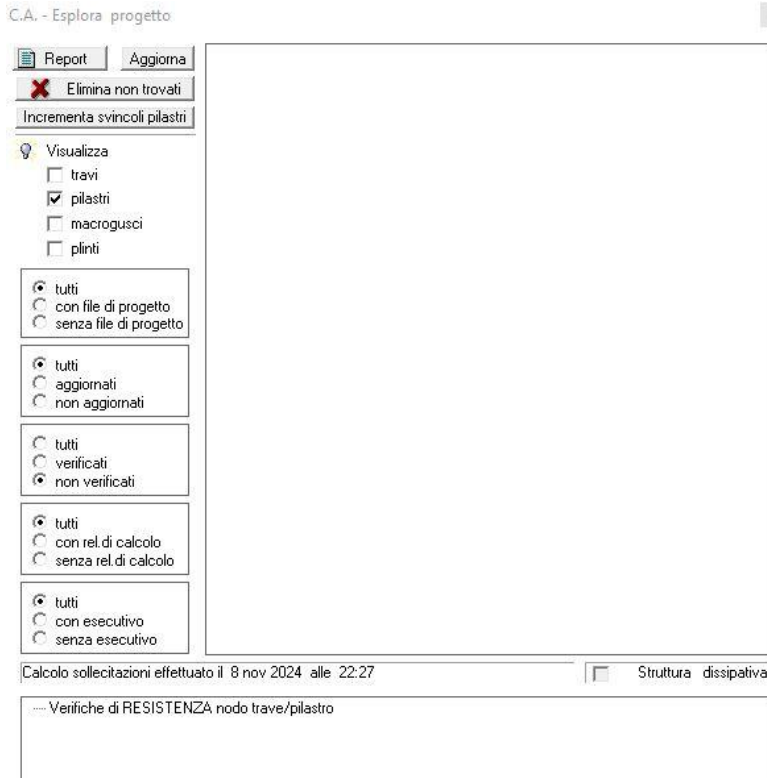 C.A. - Esplora progetto
Report Aggiorna
Elimina non trovati
Incrementa svincoli pilastri
Visualizza
travi
pilastri
macrogusci
plinti
tutti
con file di progetto
senza file di progetto
tutti
aggiornati
non aggiornati
tutti
verificati
non verificati
tutti
con rel.di calcolo
senza rel.di calcolo
tutti
con esecutivo
senza esecutivo
Calcolo sollecitazioni effettuato il 8 nov 2024 alle 22:27 Struttura dissipativa
Verifiche di RESISTENZA nodo trave/pilastro